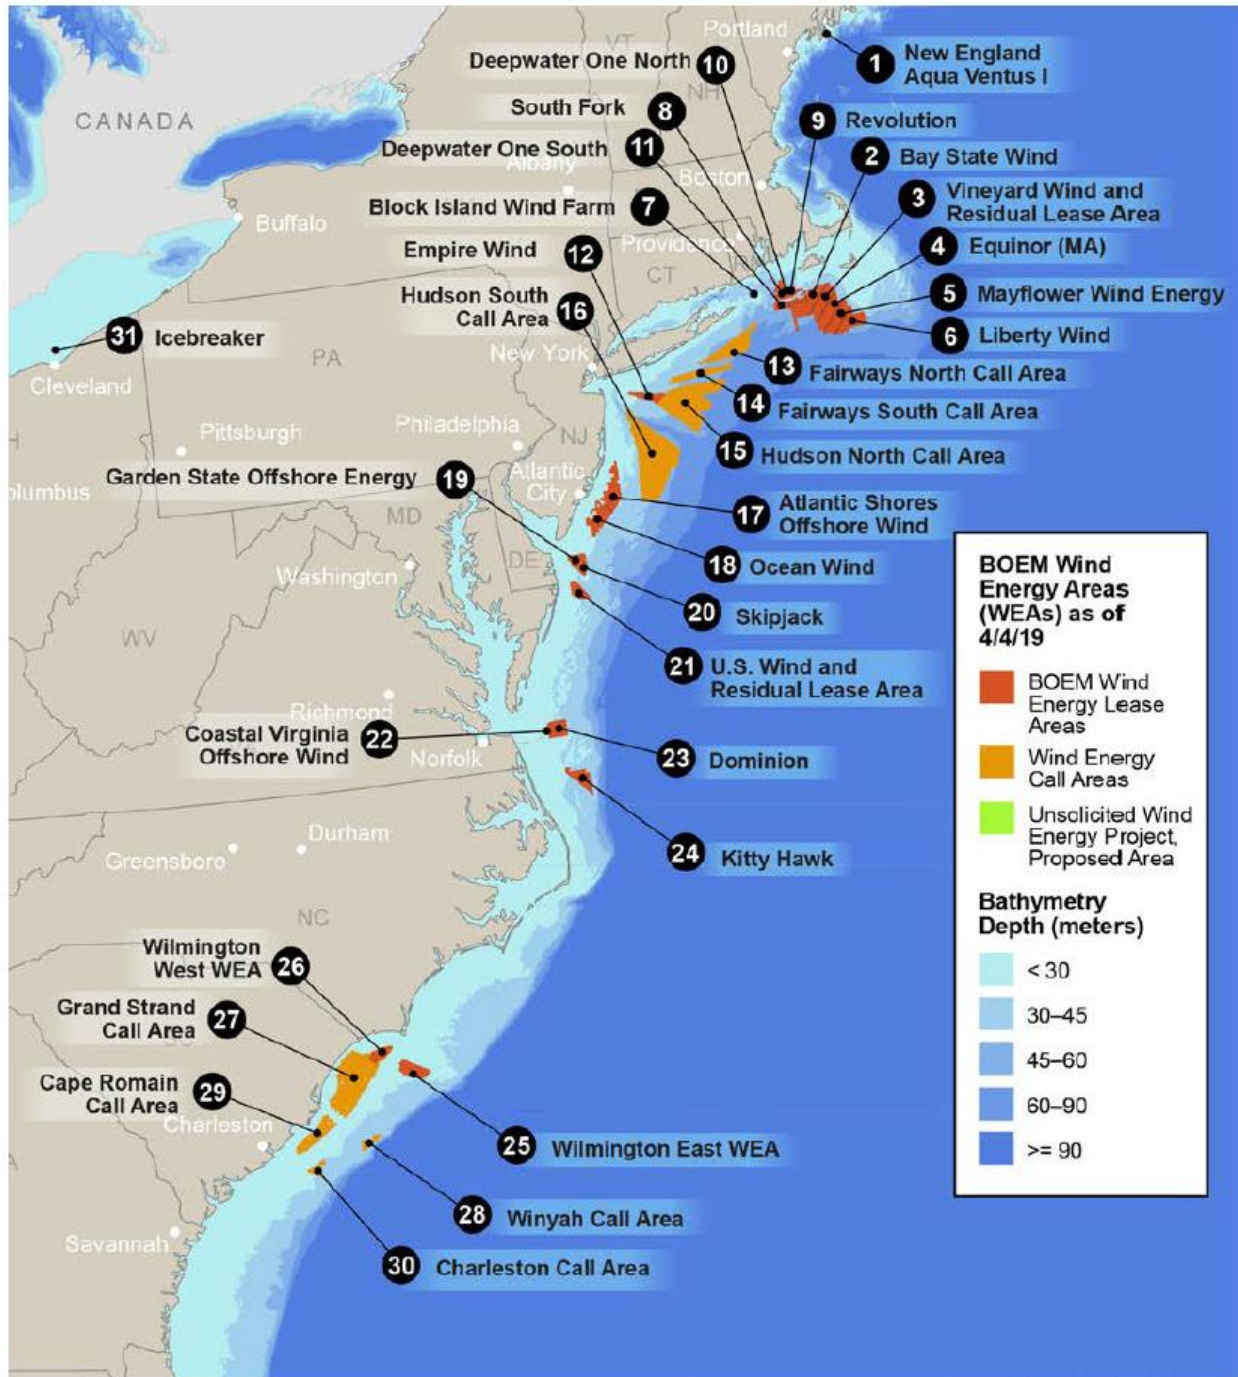 Portland
VT
NH
CANADA
Deepwater One North 10
1 New England
Aqua Ventus I
South Fork 8
9 Revolution
Deepwater One South 11
2 Bay State Wind
Albany
Boston
Block Island Wind Farm 7
3 Vineyard Wind and
Residual Lease Area
Buffalo
Providence
Empire Wind 12
CT
4 Equinor (MA)
Hudson South
Call Area 16
5 Mayflower Wind Energy
31 Icebreaker
6 Liberty Wind
New York
PA
Cleveland
13 Fairways North Call Area
14 Fairways South Call Area
Pittsburgh
Philadelphia
NJ
15 Hudson North Call Area
Garden State Offshore Energy 19
Atlantic
City
olumbus
17 Atlantic Shores
Offshore Wind
MD
DE
18 Ocean Wind
Washington
20 Skipjack
WV
21 U.S. Wind and
Residual Lease Area
Richmond
Coastal Virginia
Offshore Wind 22
Norfolk
23 Dominion
Durham
Greensboro
24 Kitty Hawk
NC
Wilmington
West WEA 26
Grand Strand
Call Area 27
Cape Romain
Call Area 29
Charleston
25 Wilmington East WEA
28 Winyah Call Area
Savannah
30 Charleston Call Area
BOEM Wind
Energy Areas
(WEAs) as of
4/4/19
BOEM Wind
Energy Lease
Areas
Wind Energy
Call Areas
Unsolicited Wind
Energy Project,
Proposed Area
Bathymetry
Depth (meters)
< 30
30–45
45–60
60–90
>= 90